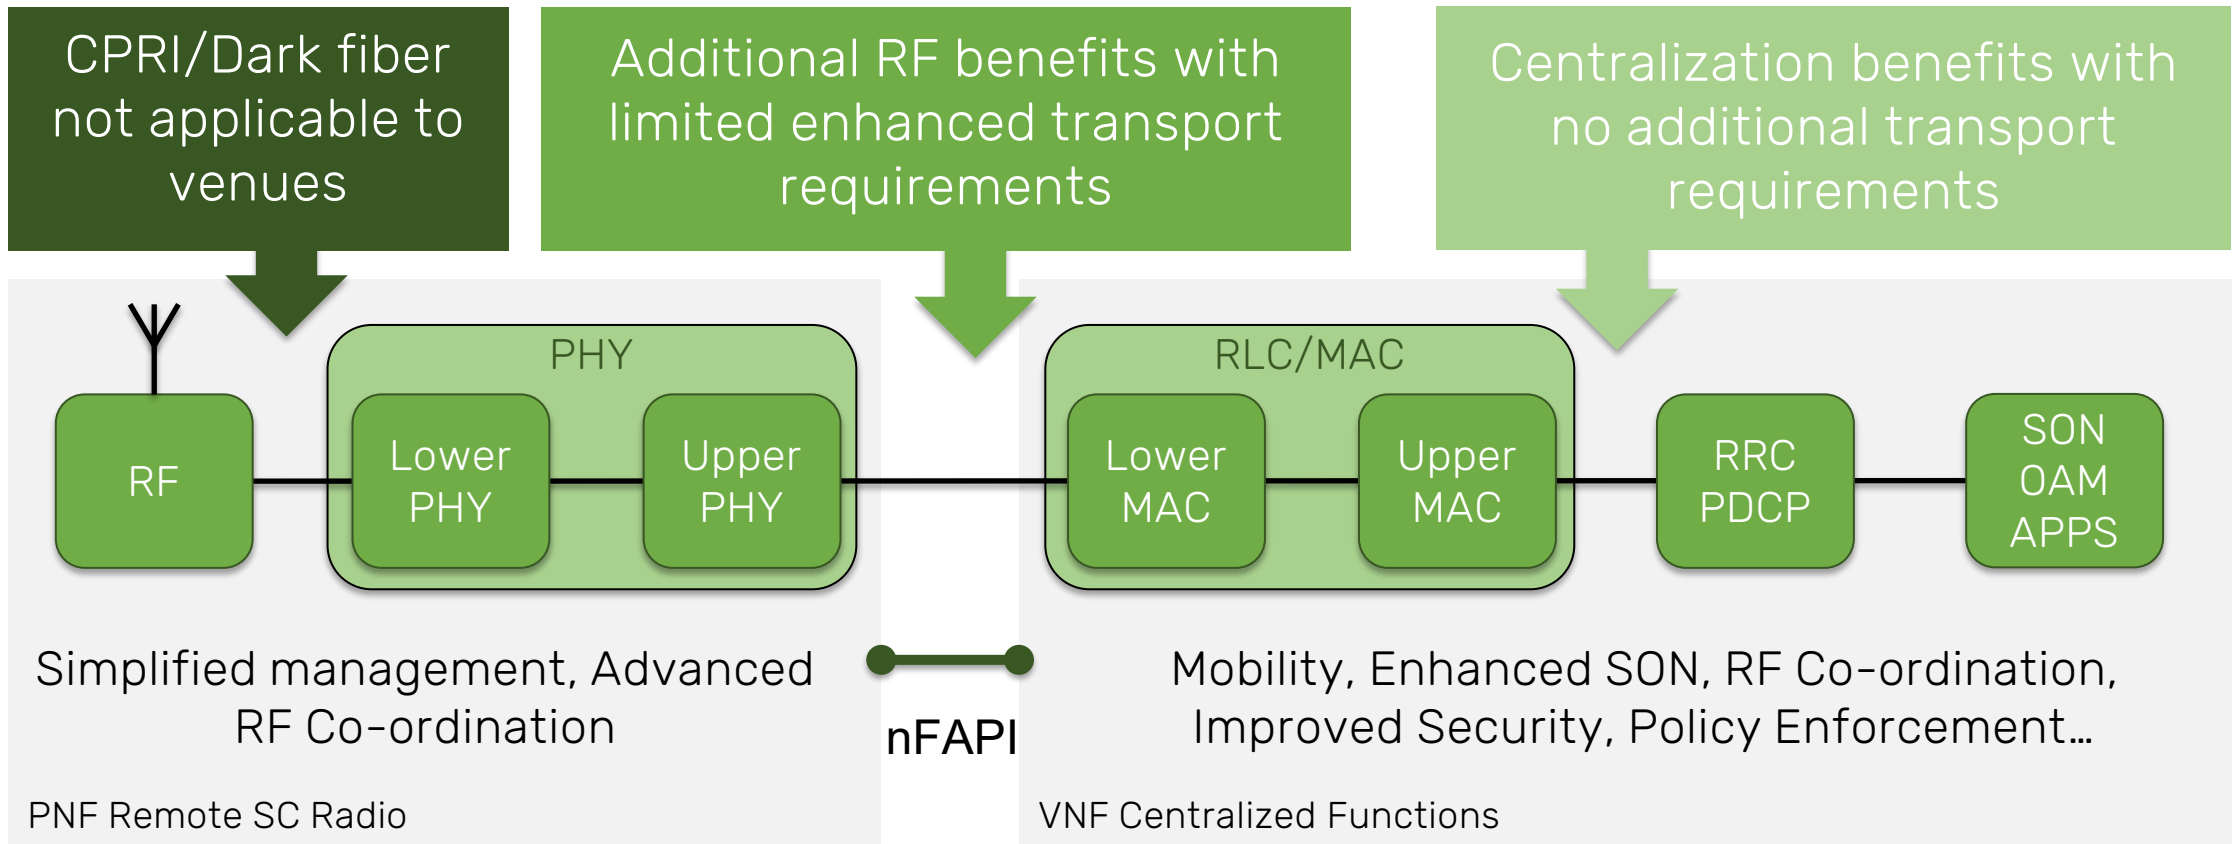 CPRI/Dark fiber
not applicable to
venues
Additional RF benefits with
limited enhanced transport
requirements
Centralization benefits with
no additional transport
requirements
PHY
RLC/MAC
RF
Lower
PHY
Upper
PHY
Lower
MAC
Upper
MAC
RRC
PDCP
SON
OAM
APPS
Simplified management, Advanced
RF Co-ordination
nFAPI
Mobility, Enhanced SON, RF Co-ordination,
Improved Security, Policy Enforcement...
PNF Remote SC Radio
VNF Centralized Functions